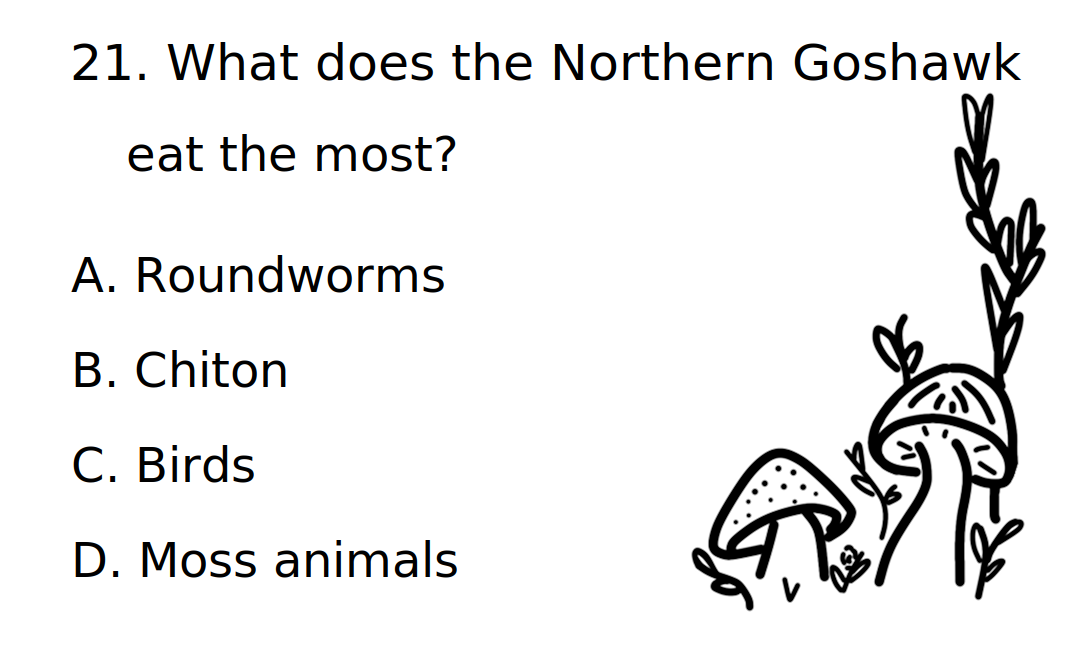 21. What does the Northern Goshawk
eat the most?
A. Roundworms
B. Chiton
C. Birds
D. Moss animals